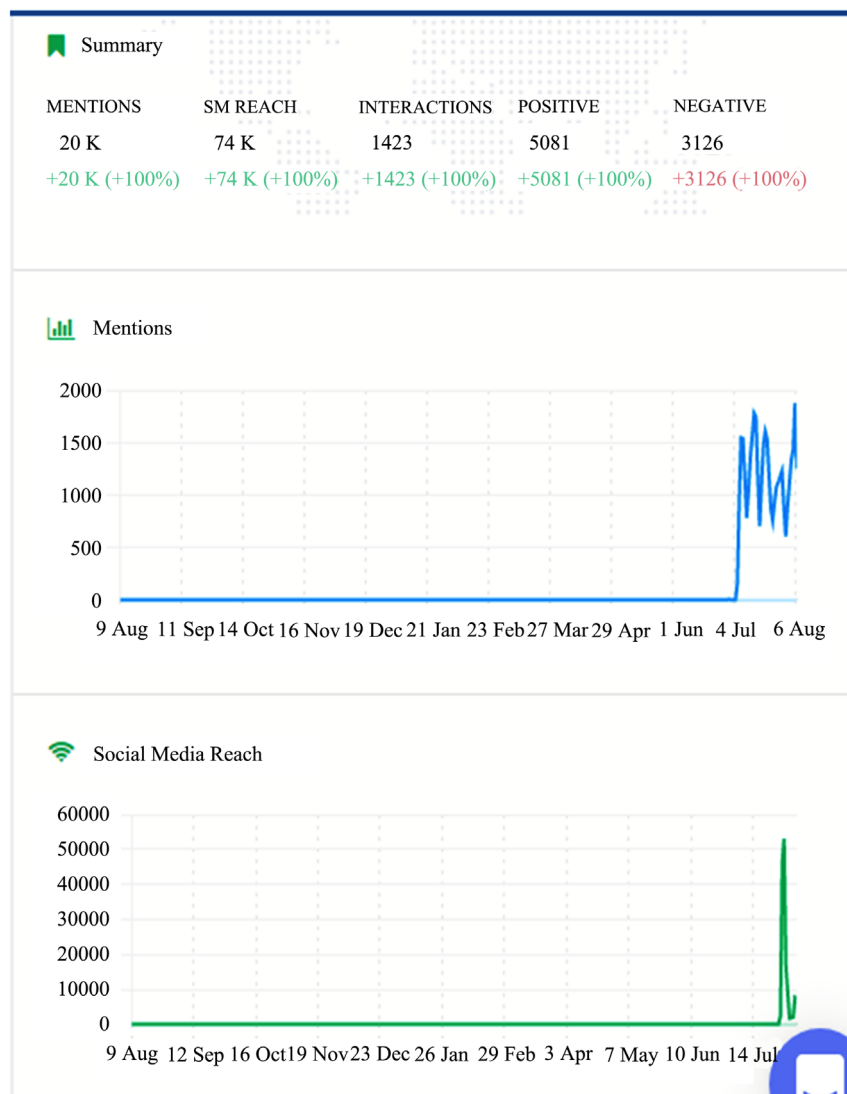 Summary
MENTIONS SM REACH INTERACTIONS POSITIVE NEGATIVE
20 K 74 K 1423 5081 3126
+20 K (+100%) +74 K (+100%) +1423 (+100%) +5081 (+100%) +3126 (+100%)
Mentions
2000
1500
1000
500
0
9 Aug 11 Sep 14 Oct 16 Nov 19 Dec 21 Jan 23 Feb 27 Mar 29 Apr 1 Jun 4 Jul 6 Aug
Social Media Reach
60000
50000
40000
30000
20000
10000
0
9 Aug 12 Sep 16 Oct 19 Nov 23 Dec 26 Jan 29 Feb 3 Apr 7 May 10 Jun 14 Jul